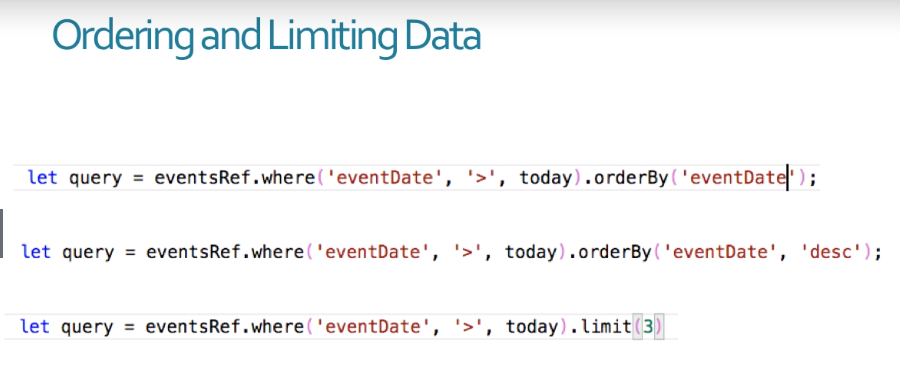 Ordering and Limiting Data
let query = eventsRef.where('eventDate', '>', today).orderBy('eventDate');
let query = eventsRef.where('eventDate', '>', today).orderBy('eventDate', 'desc');
let query = eventsRef.where('eventDate', '>', today).limit(3)